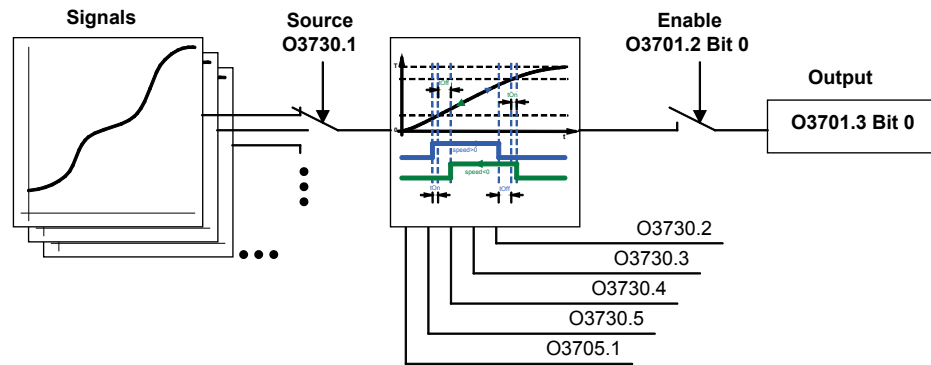 Signals
Source
O3730.1
Enable
O3701.2 Bit 0
Output
O3701.3 Bit 0
T
tOff
tOn
0
t
speed>0
speed<0
tOn
tOff
O3730.2
O3730.3
O3730.4
O3730.5
O3705.1